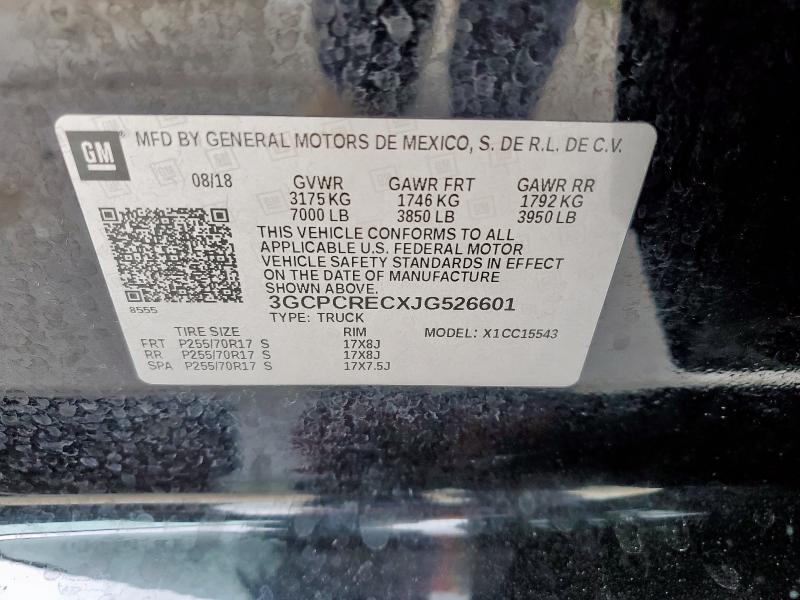 GM® MFD BY GENERAL MOTORS DE MEXICO, S. DE R.L. DE C.V.
08/18 GVWR GAWR FRT GAWR RR
3175 KG 1746 KG 1792 KG
7000 LB 3850 LB 3950 LB
THIS VEHICLE CONFORMS TO ALL
APPLICABLE U.S. FEDERAL MOTOR
VEHICLE SAFETY STANDARDS IN EFFECT
ON THE DATE OF MANUFACTURE
SHOWN ABOVE.
3GCPCRECXJG526601
8555
TYPE: TRUCK
TIRE SIZE RIM MODEL: X1CC15543
FRT P255/70R17 S 17X8J
RR P255/70R17 S 17X8J
SPA P255/70R17 S 17X7.5J